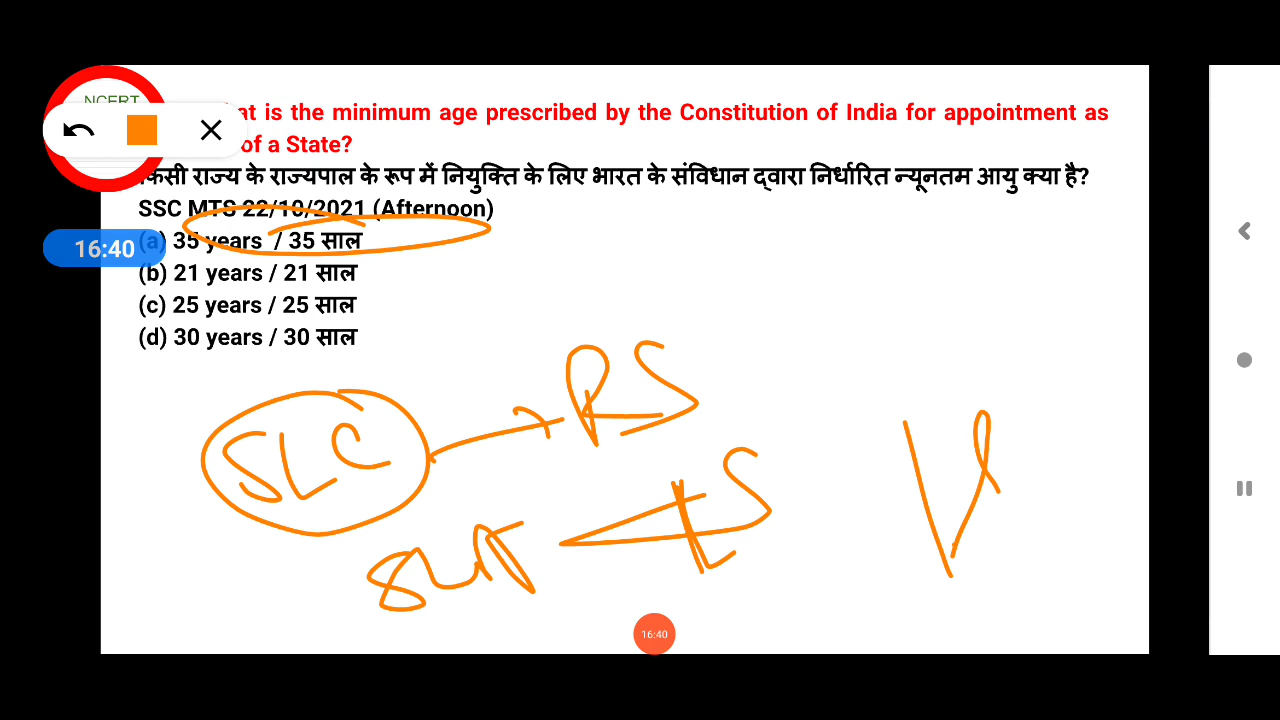 NCERT
at is the minimum age prescribed by the Constitution of India for appointment as
of a State?
किसी राज्य के राज्यपाल के रूप में नियुक्ति के लिए भारत के संविधान द्वारा निर्धारित न्यूनतम आयु क्या है?
SSC MTS 22/10/2021 (Afternoon)
(a) 35 years / 35 साल
16:40
(b) 21 years / 21 साल
(c) 25 years / 25 साल
(d) 30 years / 30 साल
RS
SLC
LS
16:40